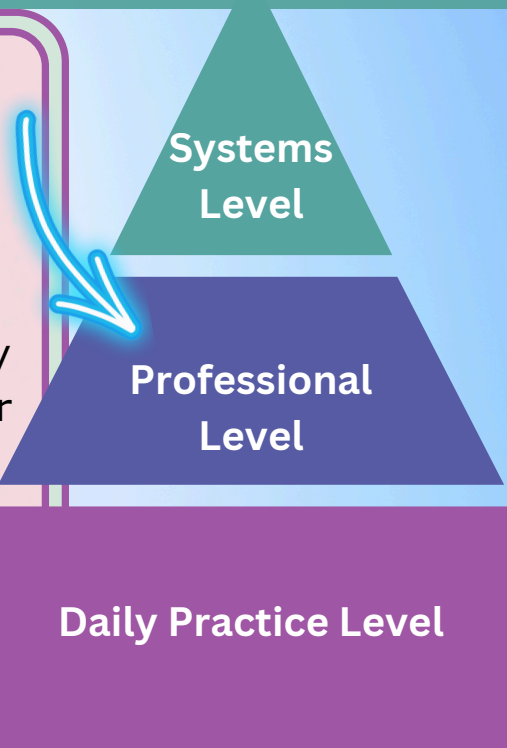 Systems
Level
y
r
Professional
Level
Daily Practice Level